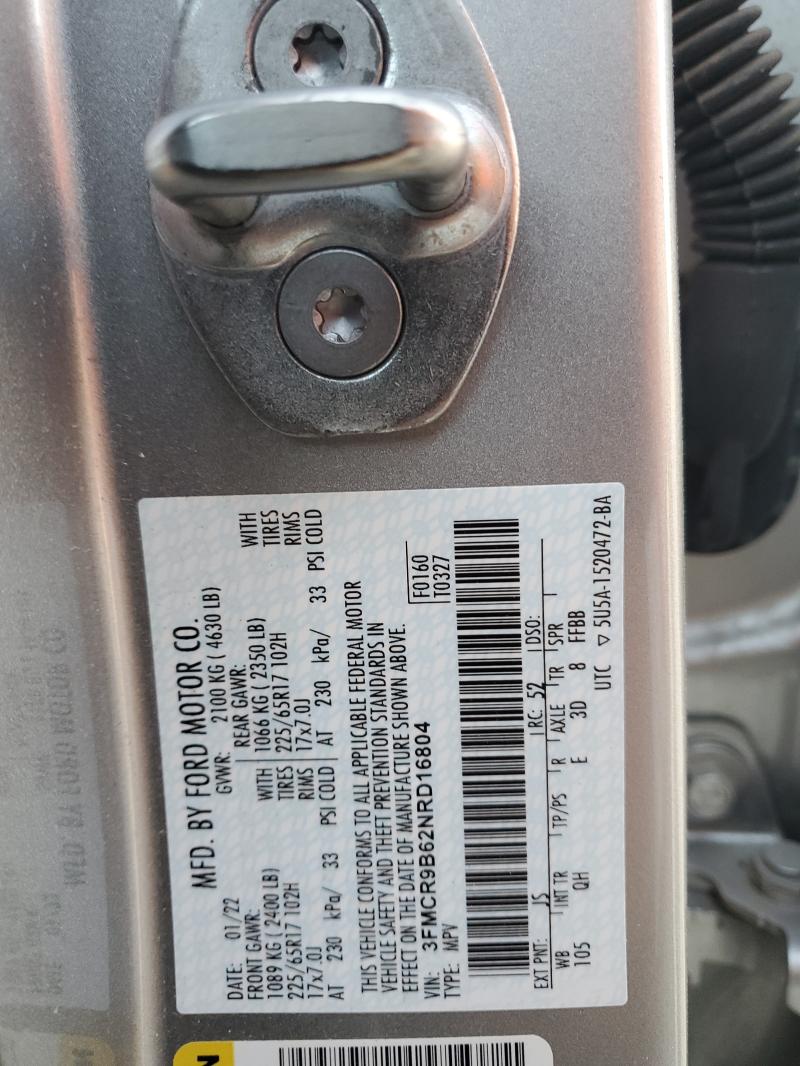 MFD. BY FORD MOTOR CO.
DATE: 01/22 GVWR: 2100 KG ( 4630 LB)
FRONT GAWR: REAR GAWR:
1089 KG ( 2400 LB) WITH 1066 KG ( 2350 LB) WITH
225/65R17 102H TIRES 225/65R17 102H TIRES
17x7.0J RIMS 17x7.0J RIMS
AT 230 kPa/ 33 PSI COLD AT 230 kPa/ 33 PSI COLD
THIS VEHICLE CONFORMS TO ALL APPLICABLE FEDERAL MOTOR
VEHICLE SAFETY AND THEFT PREVENTION STANDARDS IN
EFFECT ON THE DATE OF MANUFACTURE SHOWN ABOVE.
VIN: 3FMCR9B62NRD16804 F0160
TYPE: MPV T0327
EXT PNT: JS RC: 52 DSO:
WB INT TR TP/PS R AXLE TR SPR
105 QH E 3D 8 FFBB
UTC ▽ 5U5A-1520472-BA
N